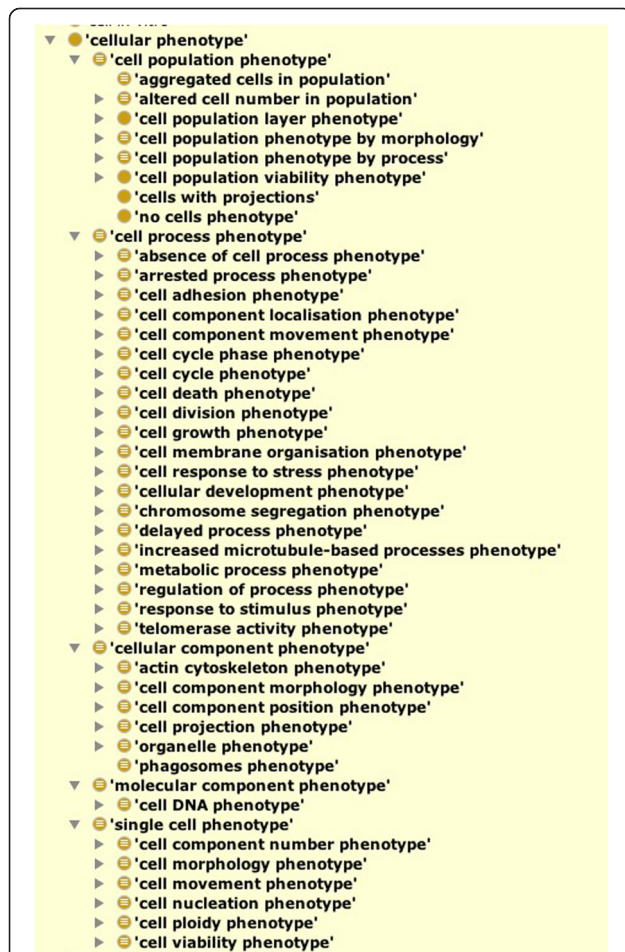 'cellular phenotype'
'cell population phenotype'
'aggregated cells in population'
'altered cell number in population'
'cell population layer phenotype'
'cell population phenotype by morphology'
'cell population phenotype by process'
'cell population viability phenotype'
'cells with projections'
'no cells phenotype'
'cell process phenotype'
'absence of cell process phenotype'
'arrested process phenotype'
'cell adhesion phenotype'
'cell component localisation phenotype'
'cell component movement phenotype'
'cell cycle phase phenotype'
'cell cycle phenotype'
'cell death phenotype'
'cell division phenotype'
'cell growth phenotype'
'cell membrane organisation phenotype'
'cell response to stress phenotype'
'cellular development phenotype'
'chromosome segregation phenotype'
'delayed process phenotype'
'increased microtubule-based processes phenotype'
'metabolic process phenotype'
'regulation of process phenotype'
'response to stimulus phenotype'
'telomerase activity phenotype'
'cellular component phenotype'
'actin cytoskeleton phenotype'
'cell component morphology phenotype'
'cell component position phenotype'
'cell projection phenotype'
'organelle phenotype'
'phagosomes phenotype'
'molecular component phenotype'
'cell DNA phenotype'
'single cell phenotype'
'cell component number phenotype'
'cell morphology phenotype'
'cell movement phenotype'
'cell nucleation phenotype'
'cell ploidy phenotype'
'cell viability phenotype'